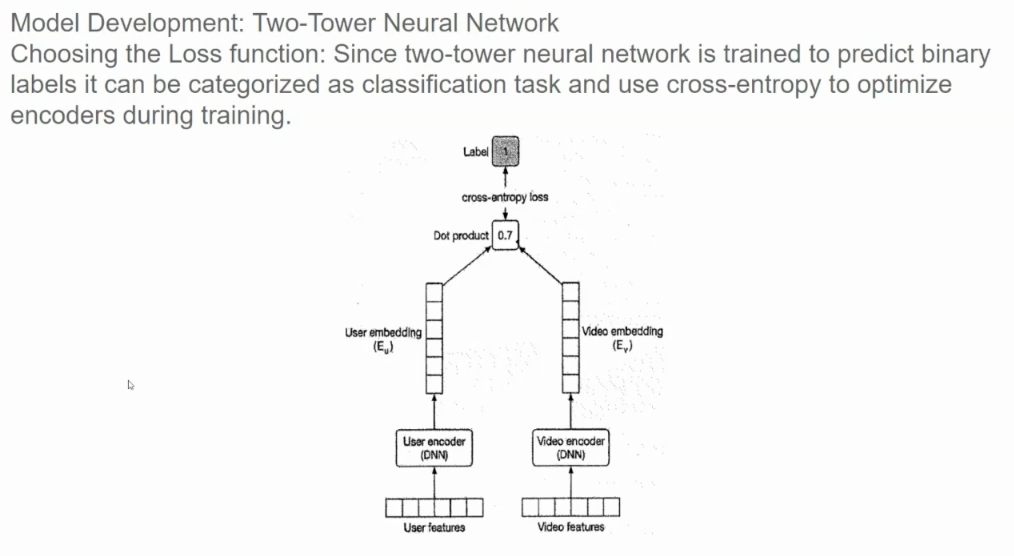 Model Development: Two-Tower Neural Network
Choosing the Loss function: Since two-tower neural network is trained to predict binary
labels it can be categorized as classification task and use cross-entropy to optimize
encoders during training.
Label 1
cross-entropy loss
Dot product 0.7
User embedding
(Eu)
Video embedding
(Ev)
User encoder
(DNN)
Video encoder
(DNN)
User features
Video features